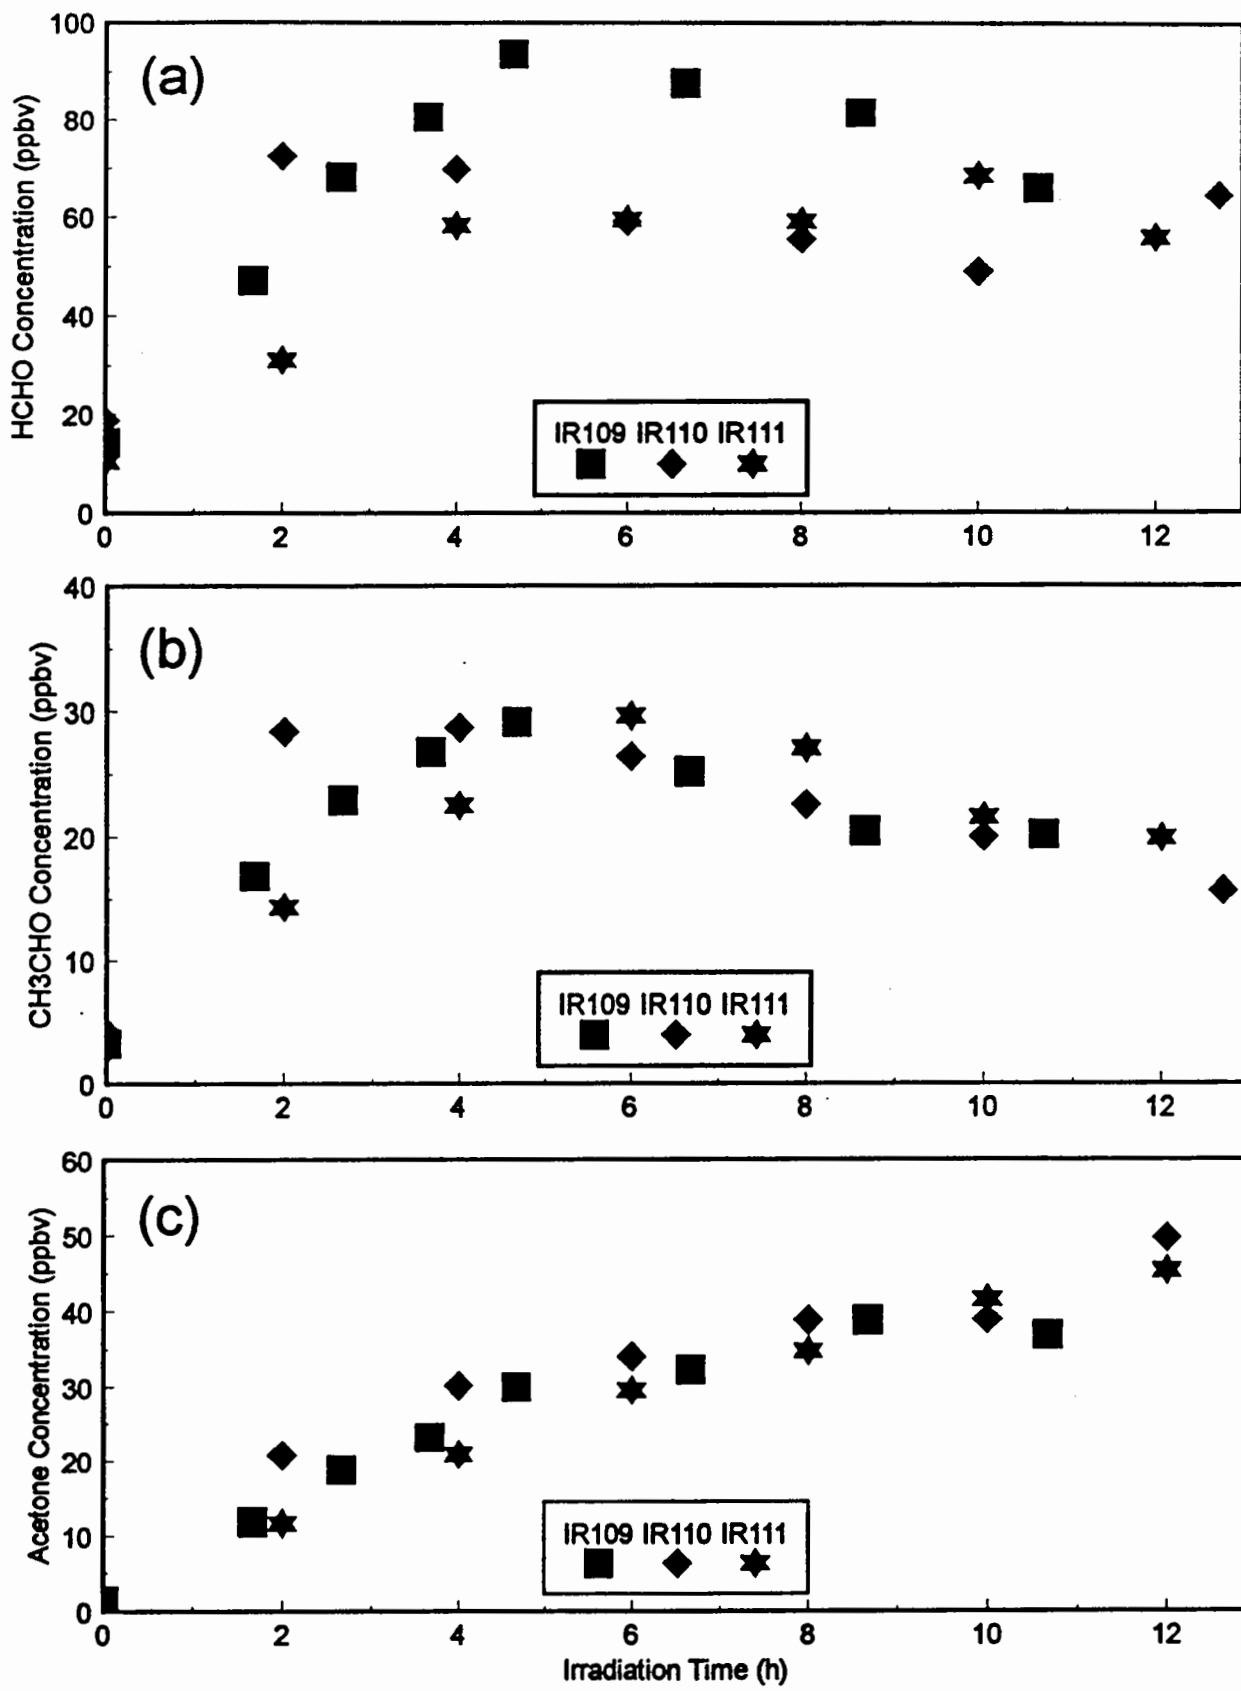 100
(a)
80
60
40
20
0
HCHO Concentration (ppbv)
IR109 IR110 IR111
0 2 4 6 8 10 12
40
(b)
30
20
10
0
CH3CHO Concentration (ppbv)
IR109 IR110 IR111
0 2 4 6 8 10 12
60
(c)
50
40
30
20
10
0
Acetone Concentration (ppbv)
IR109 IR110 IR111
0 2 4 6 8 10 12
Irradiation Time (h)